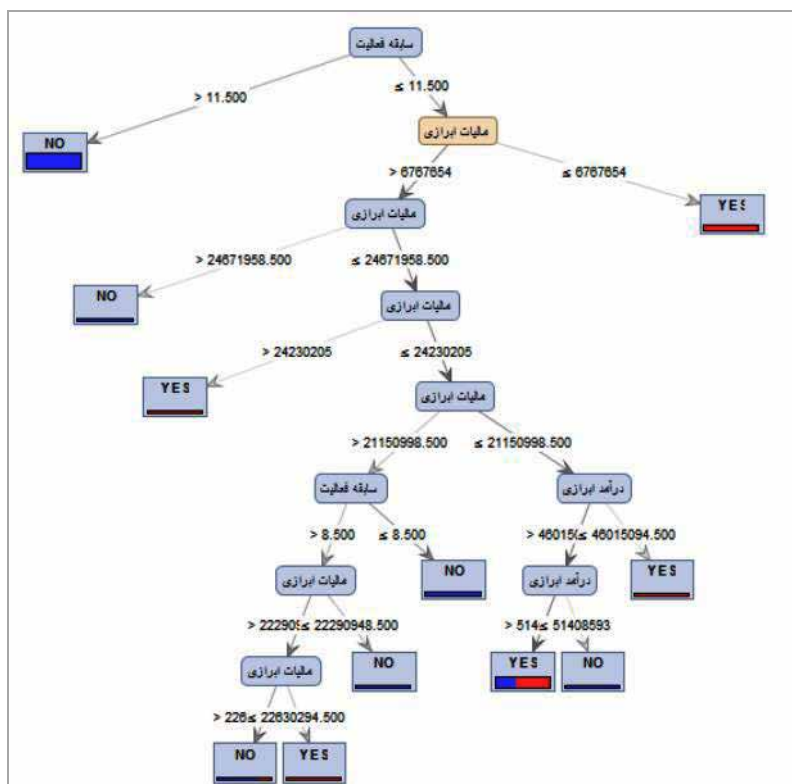 سابقه فعالیت
> 11.500
≤ 11.500
NO
مالیات ابرازی
> 6767654
≤ 6767654
مالیات ابرازی
YES
> 24671958.500
≤ 24671958.500
NO
مالیات ابرازی
> 24230205
≤ 24230205
YES
مالیات ابرازی
> 21150998.500
≤ 21150998.500
سابقه فعالیت
درآمد ابرازی
> 8.500
≤ 8.500
≤ 46015094.500
مالیات ابرازی
NO
درآمد ابرازی
YES
≤ 22290948.500
≤ 51408593
مالیات ابرازی
NO
YES
NO
≤ 22630294.500
NO
YES